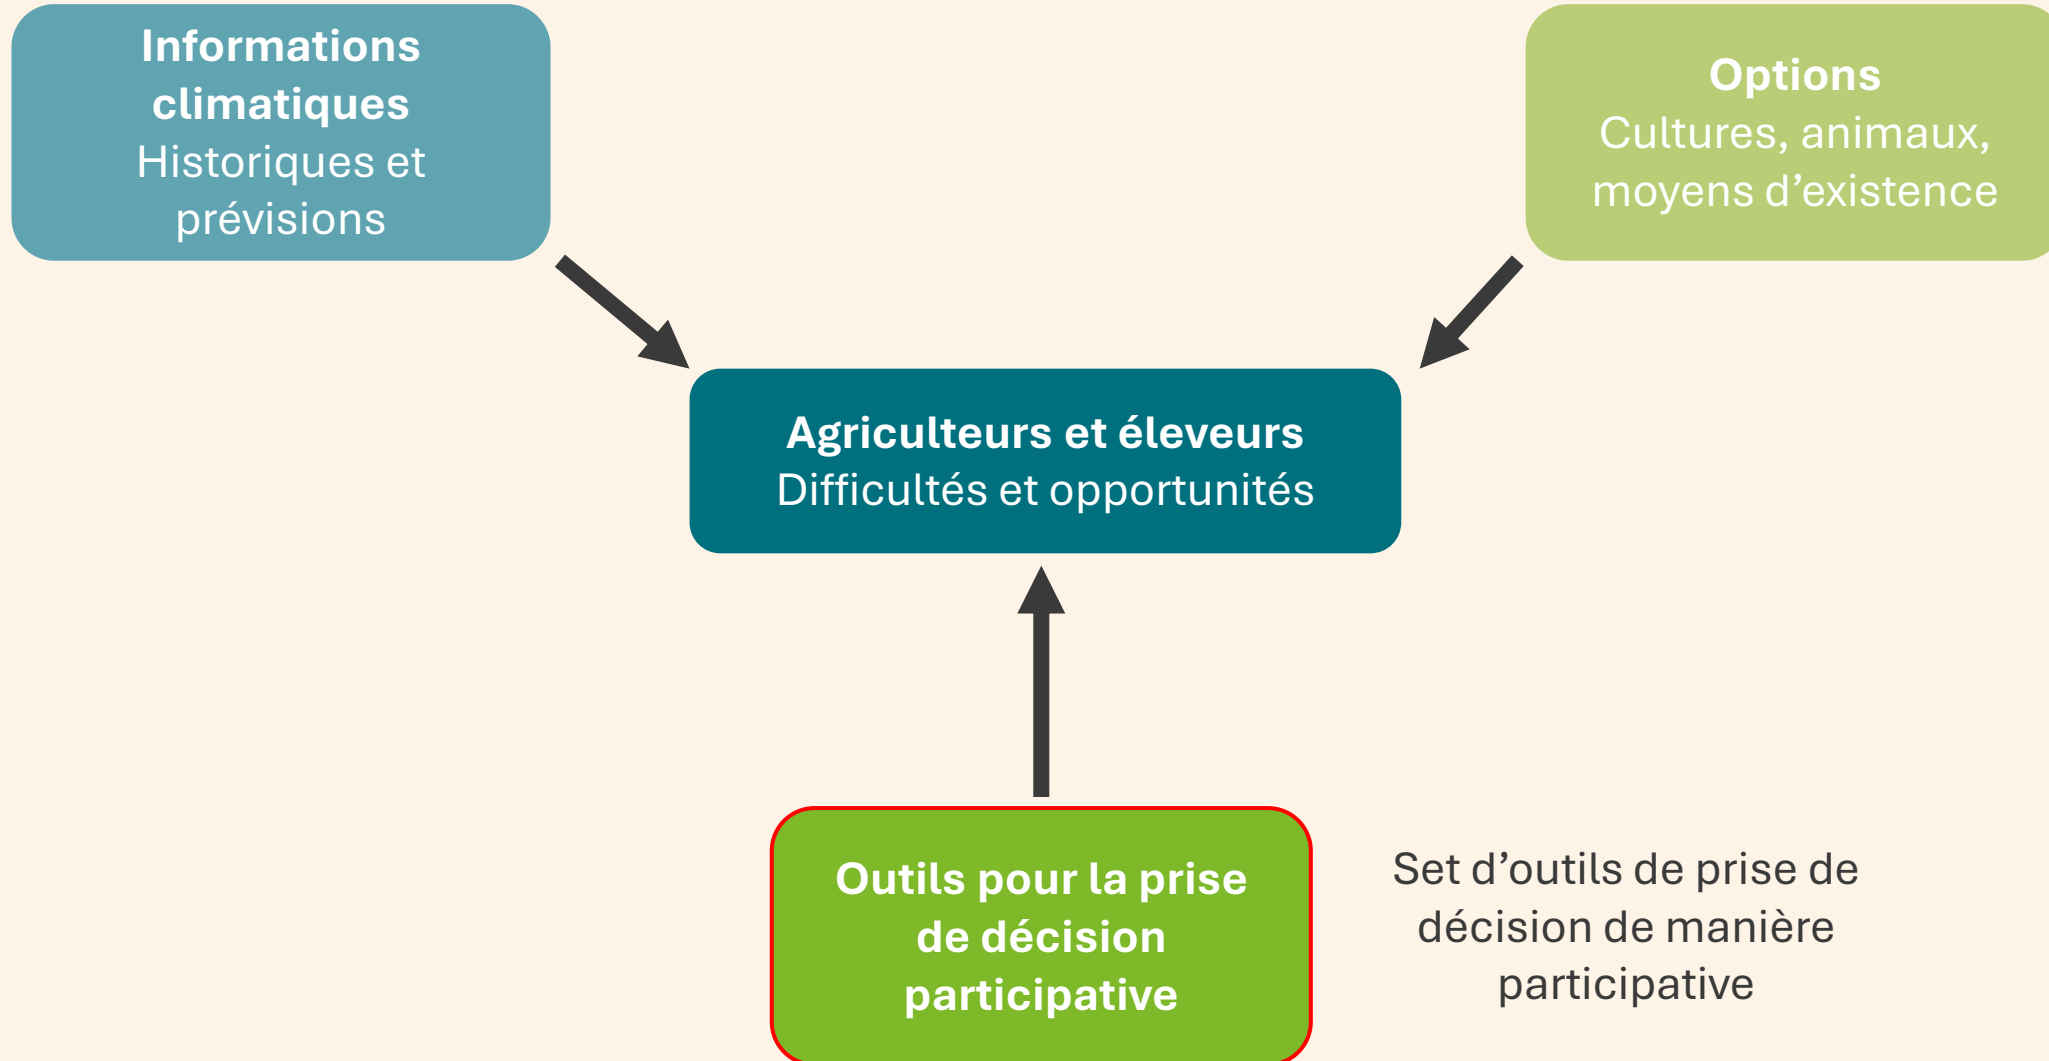 Informations
climatiques
Historiques et
prévisions
Options
Cultures, animaux,
moyens d’existence
Agriculteurs et éleveurs
Difficultés et opportunités
Outils pour la prise
de décision
participative
Set d’outils de prise de
décision de manière
participative